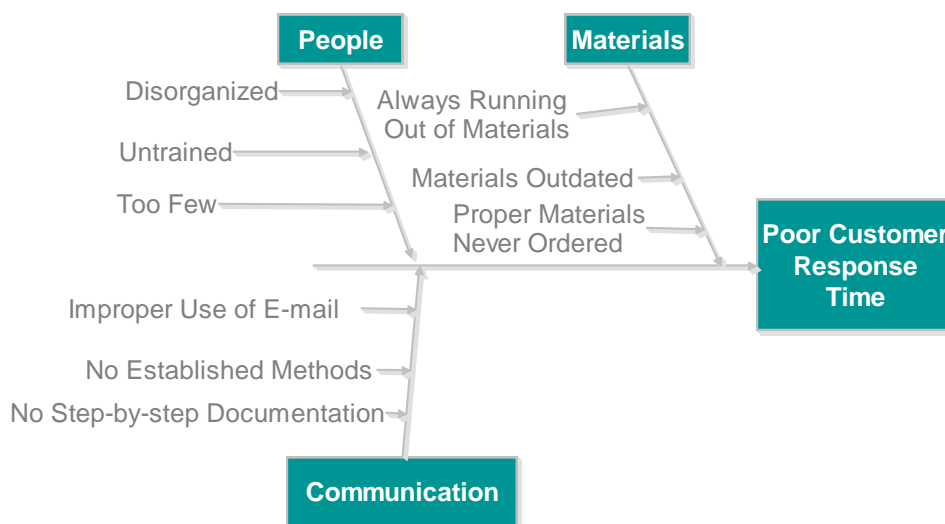 People
Materials
Disorganized
Untrained
Too Few
Always Running
Out of Materials
Materials Outdated
Proper Materials
Never Ordered
Poor Customer
Response
Time
Improper Use of E-mail
No Established Methods
No Step-by-step Documentation
Communication